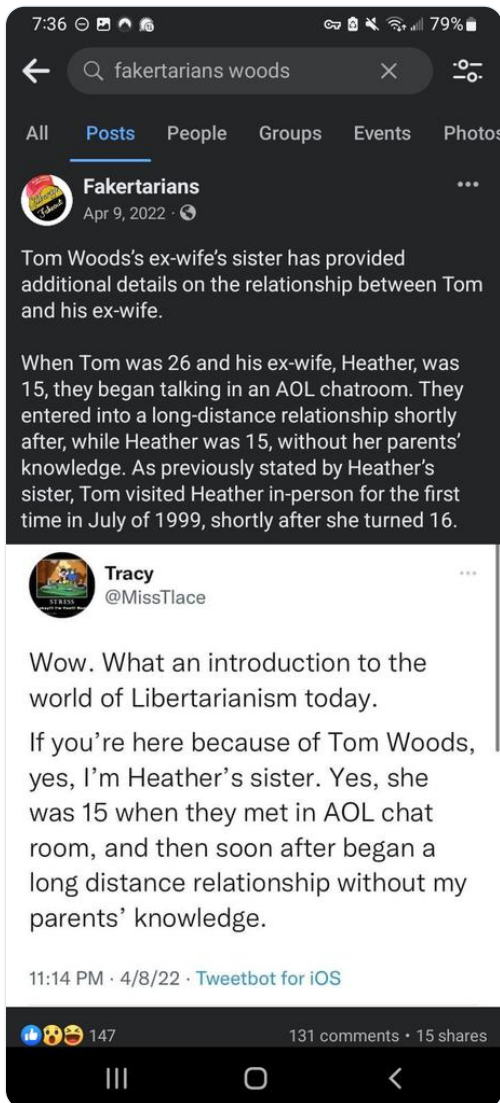 7:36 79%
fakertarians woods
All Posts People Groups Events Photos
Fakertarians
Apr 9, 2022 ·
Tom Woods's ex-wife's sister has provided
additional details on the relationship between Tom
and his ex-wife.
When Tom was 26 and his ex-wife, Heather, was
15, they began talking in an AOL chatroom. They
entered into a long-distance relationship shortly
after, while Heather was 15, without her parents'
knowledge. As previously stated by Heather's
sister, Tom visited Heather in-person for the first
time in July of 1999, shortly after she turned 16.
STRESS
Tracy
@MissTlace
Wow. What an introduction to the
world of Libertarianism today.
If you're here because of Tom Woods,
yes, I'm Heather's sister. Yes, she
was 15 when they met in AOL chat
room, and then soon after began a
long distance relationship without my
parents' knowledge.
11:14 PM · 4/8/22 · Tweetbot for iOS
147 131 comments • 15 shares